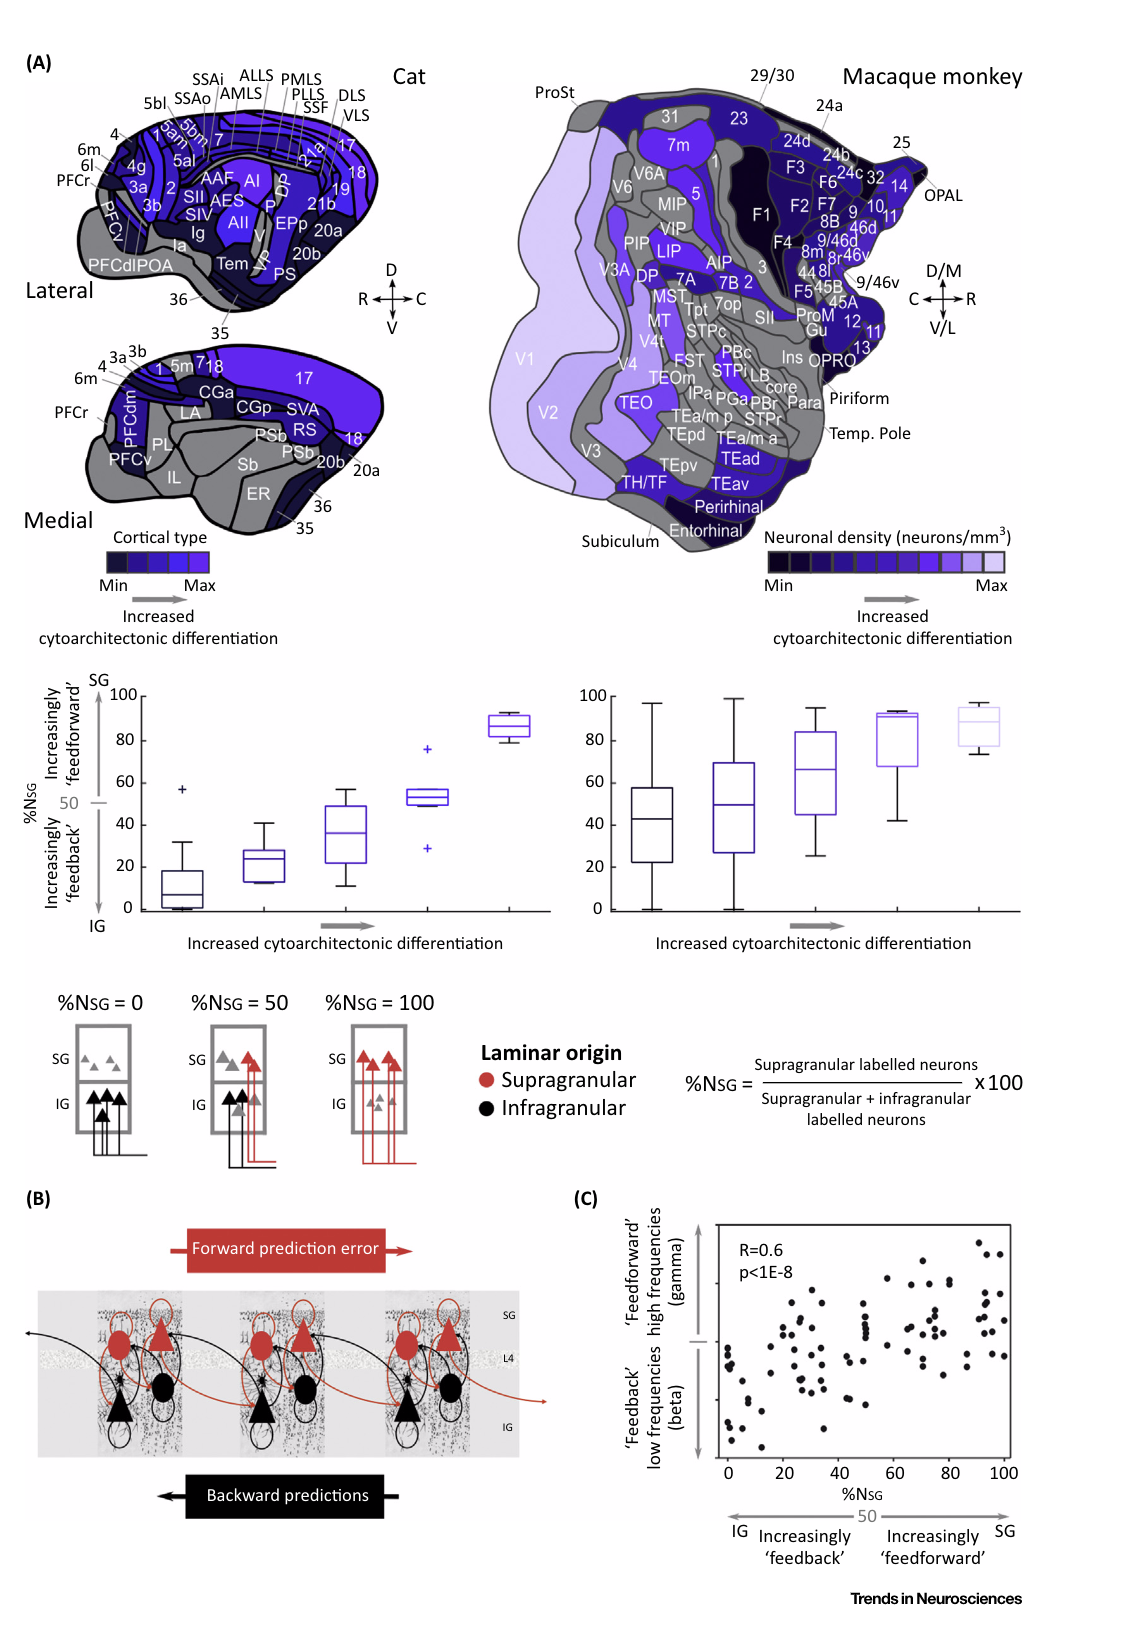 (A)
Cat
Macaque monkey
SSAi
ALLS
PMLS
SSAo
AMLS
PLLS
DLS
5bl
SSF
VLS
4
6m
6l
PFCr
4g
3a
3b
1
2
5am
5bm
5al
7
AAF
AI
DP
21a
17
18
19
SII
AES
SIV
AII
P
21b
Ig
V
EPp
20a
PFCv
Ia
VP
20b
Tem
PS
PFCdl
POA
Lateral
36
35
D
R
C
V
3b
3a
4
6m
1
5m
7
18
17
PFCr
CGa
PFCdm
LA
CGp
SVA
RS
PL
PSb
18
PFCv
PSb
20b
20a
IL
Sb
ER
36
35
Medial
ProSt
29/30
24a
25
31
23
7m
1
24d
24b
V6A
F3
24c
32
V6
5
F6
14
OPAL
MIP
F1
F2
F7
10
11
VIP
8B
9
46d
PIP
LIP
F4
9/46d
AIP
8m
8r
46v
V3A
DP
7A
7B
2
3
44
8l
9/46v
F5
45B
MST
7op
45A
Tpt
SII
ProM
MT
STPc
Gu
12
11
V4t
V1
PBc
Ins
OPRO
13
V4
FST
STPi
LB
TEOm
core
Piriform
IPa
PGa
PBr
Para
TEO
V2
TEa/m p
STPr
TEpd
TEa/m a
Temp. Pole
V3
TEpv
TEad
TH/TF
TEav
Perirhinal
Entorhinal
Subiculum
D/M
C
R
V/L
Cortical type
Min
Max
Increased
cytoarchitectonic differentiation
Neuronal density (neurons/mm³)
Min
Max
Increased
cytoarchitectonic differentiation
SG
%NSG
Increasingly
‘feedforward’
50
Increasingly
‘feedback’
IG
100
80
60
40
20
0
Increased cytoarchitectonic differentiation
100
80
60
40
20
0
Increased cytoarchitectonic differentiation
%NSG = 0
%NSG = 50
%NSG = 100
SG
IG
SG
IG
SG
IG
Laminar origin
Supragranular
Infragranular
%NSG = Supragranular labelled neurons
Supragranular + infragranular
labelled neurons
x 100
(B)
Forward prediction error
SG
L4
IG
Backward predictions
(C)
‘Feedforward’
high frequencies
(gamma)
‘Feedback’
low frequencies
(beta)
R=0.6
p<1E-8
0
20
40
60
80
100
%NSG
50
IG
SG
Increasingly
‘feedback’
Increasingly
‘feedforward’
Trends in Neurosciences